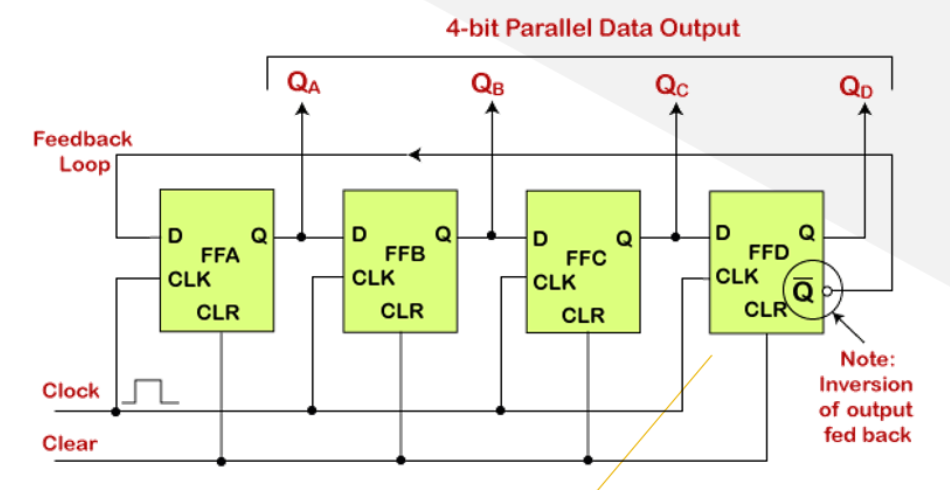 4-bit Parallel Data Output
QA QB QC QD
Feedback
Loop
D Q D Q D Q D Q
FFA FFB FFC FFD
CLK CLK CLK CLK
Q̅
CLR CLR CLR CLR
Clock
Clear
Note:
Inversion
of output
fed back